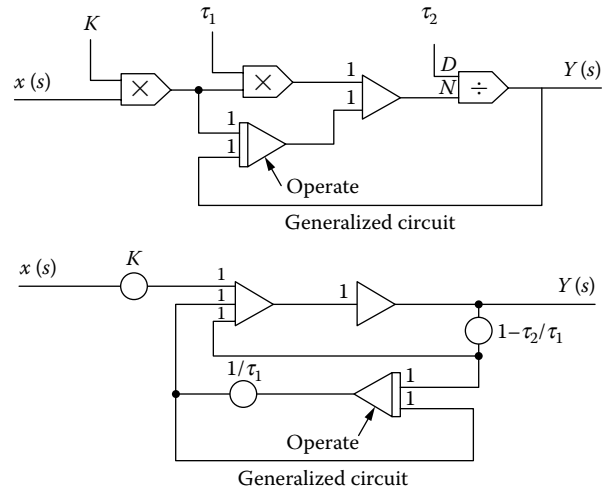 K
τ₁
τ₂
x (s)
×
×
1
1
D
N
÷
Y(s)
1
1
Operate
Generalized circuit
x (s)
K
1
1
1
1
Y(s)
1–τ₂/τ₁
1/τ₁
1
1
Operate
Generalized circuit